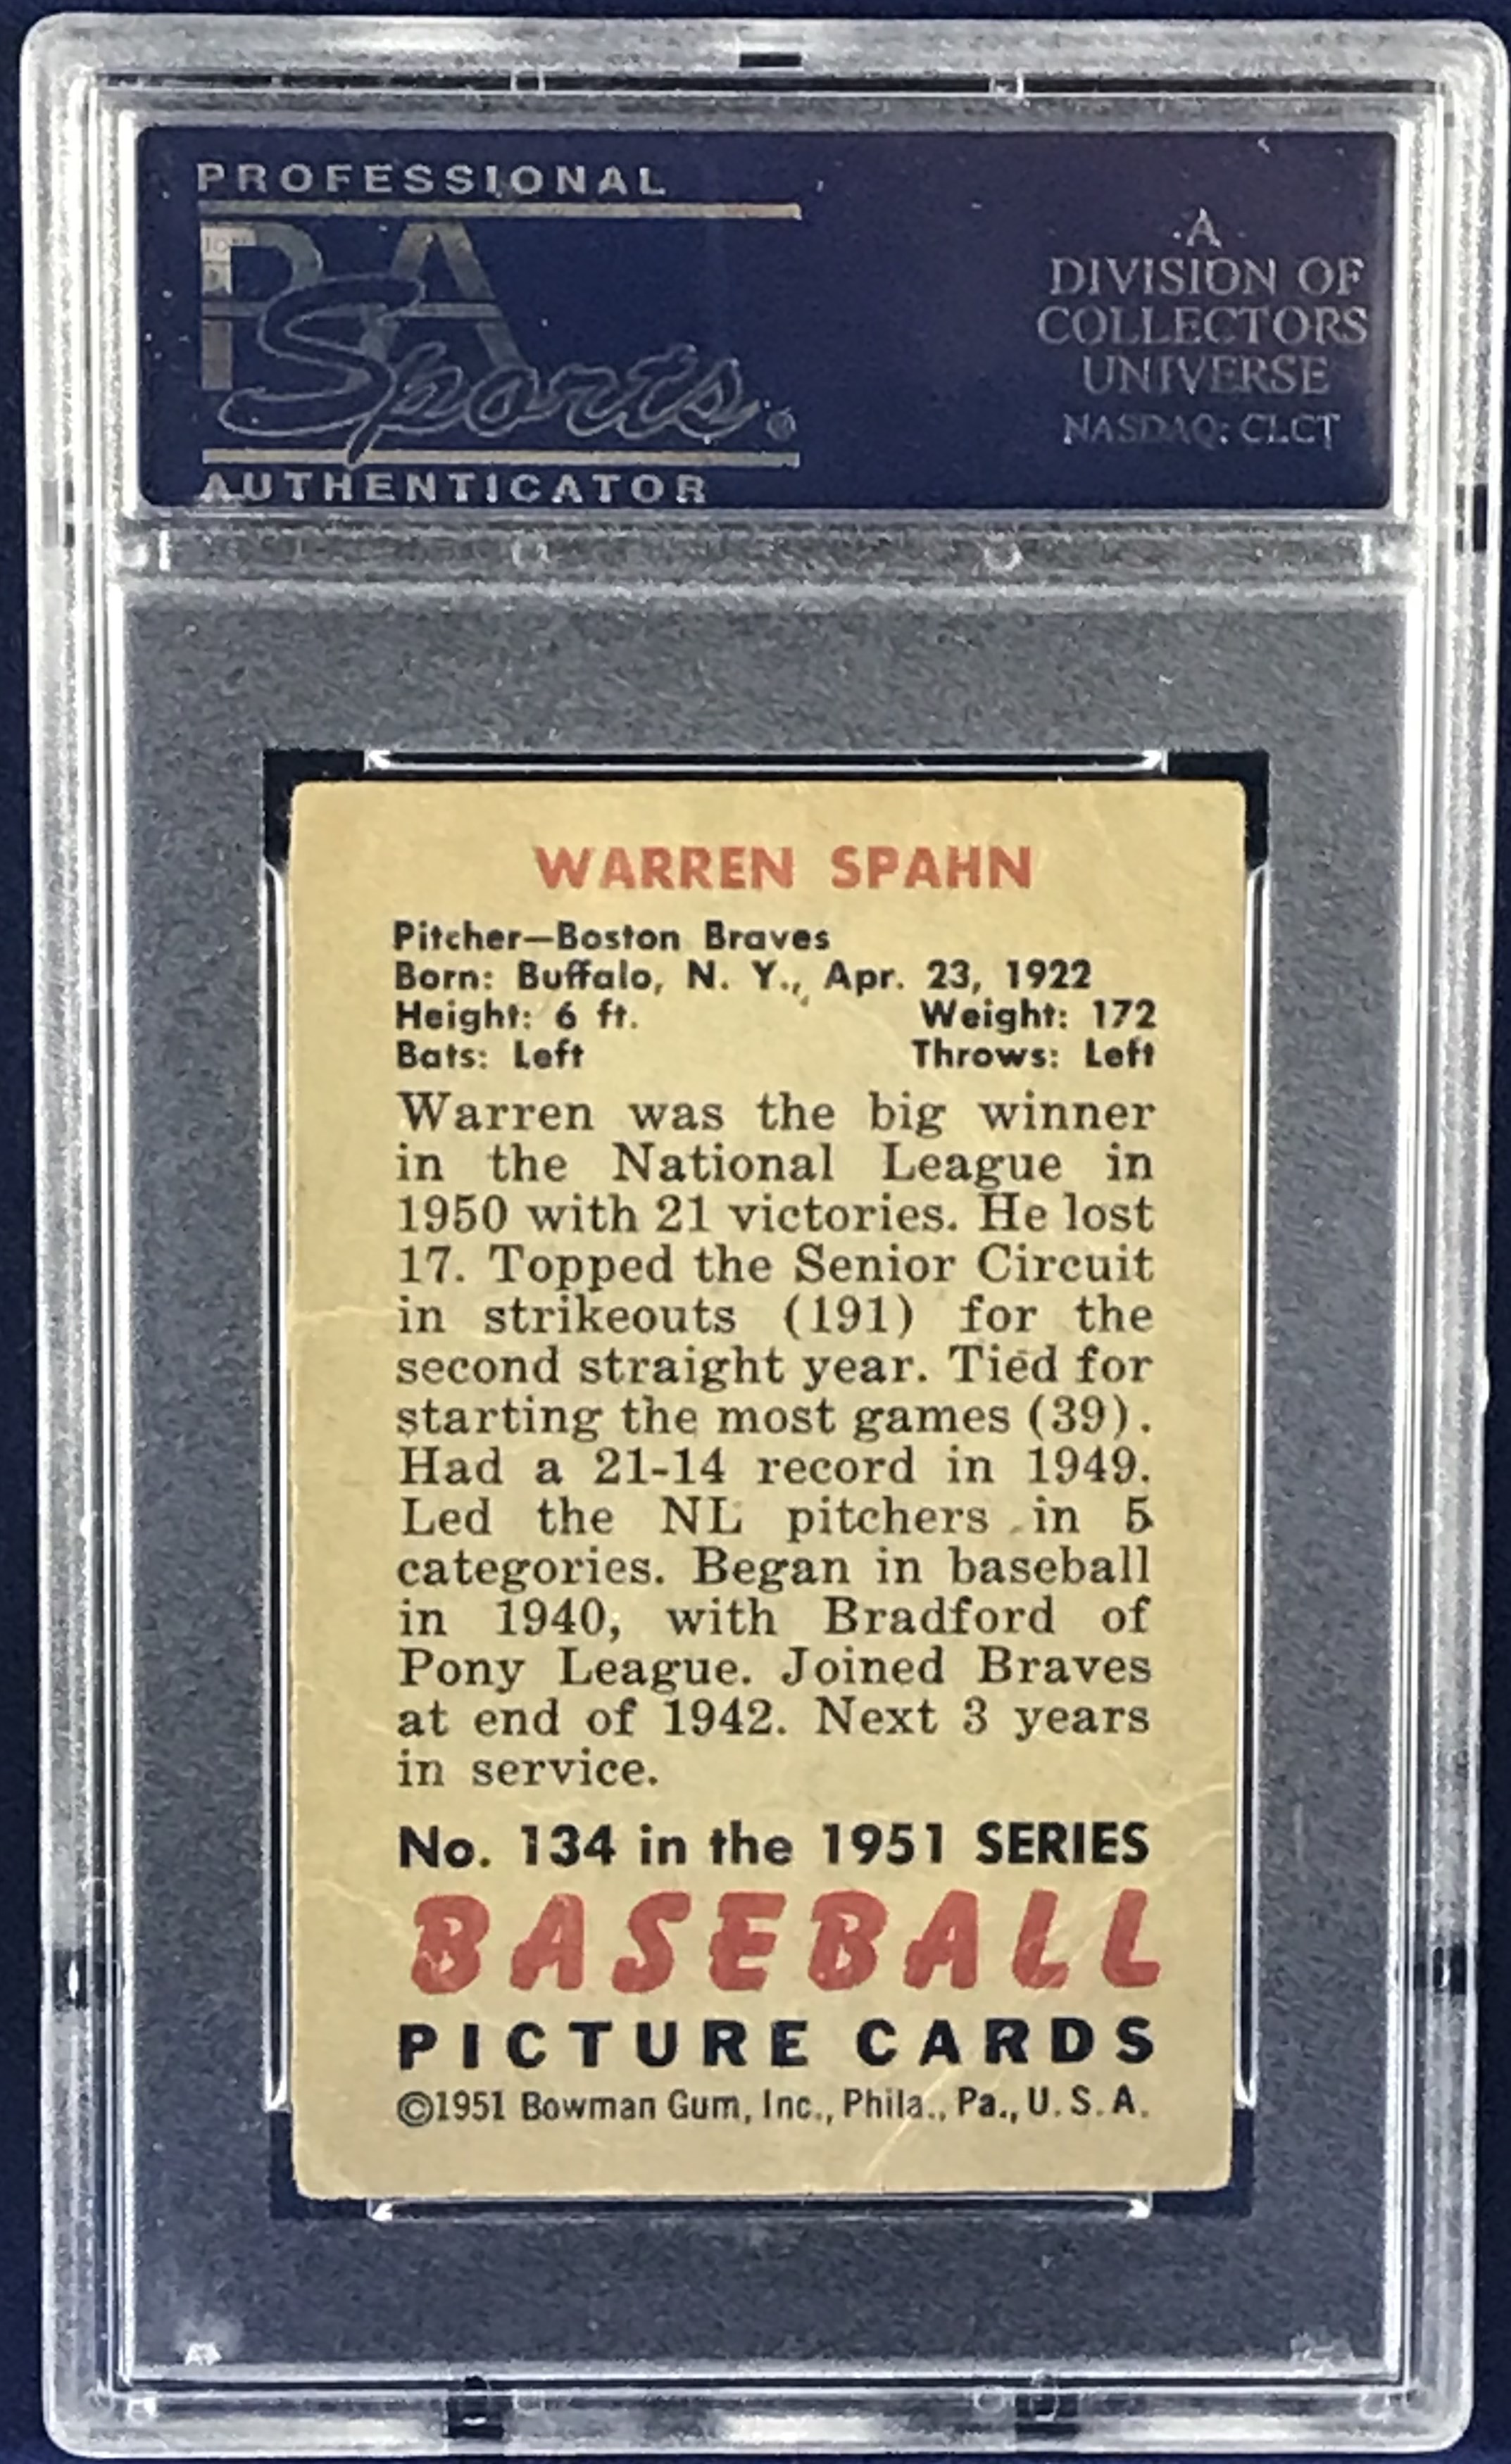 PROFESSIONAL
PSA
Sports®
AUTHENTICATOR
A
DIVISION OF
COLLECTORS
UNIVERSE
NASDAQ: CLCT
WARREN SPAHN
Pitcher—Boston Braves
Born: Buffalo, N. Y., Apr. 23, 1922
Height: 6 ft. Weight: 172
Bats: Left Throws: Left
Warren was the big winner
in the National League in
1950 with 21 victories. He lost
17. Topped the Senior Circuit
in strikeouts (191) for the
second straight year. Tied for
starting the most games (39).
Had a 21-14 record in 1949.
Led the NL pitchers in 5
categories. Began in baseball
in 1940, with Bradford of
Pony League. Joined Braves
at end of 1942. Next 3 years
in service.
No. 134 in the 1951 SERIES
BASEBALL
PICTURE CARDS
©1951 Bowman Gum, Inc., Phila., Pa., U. S. A.